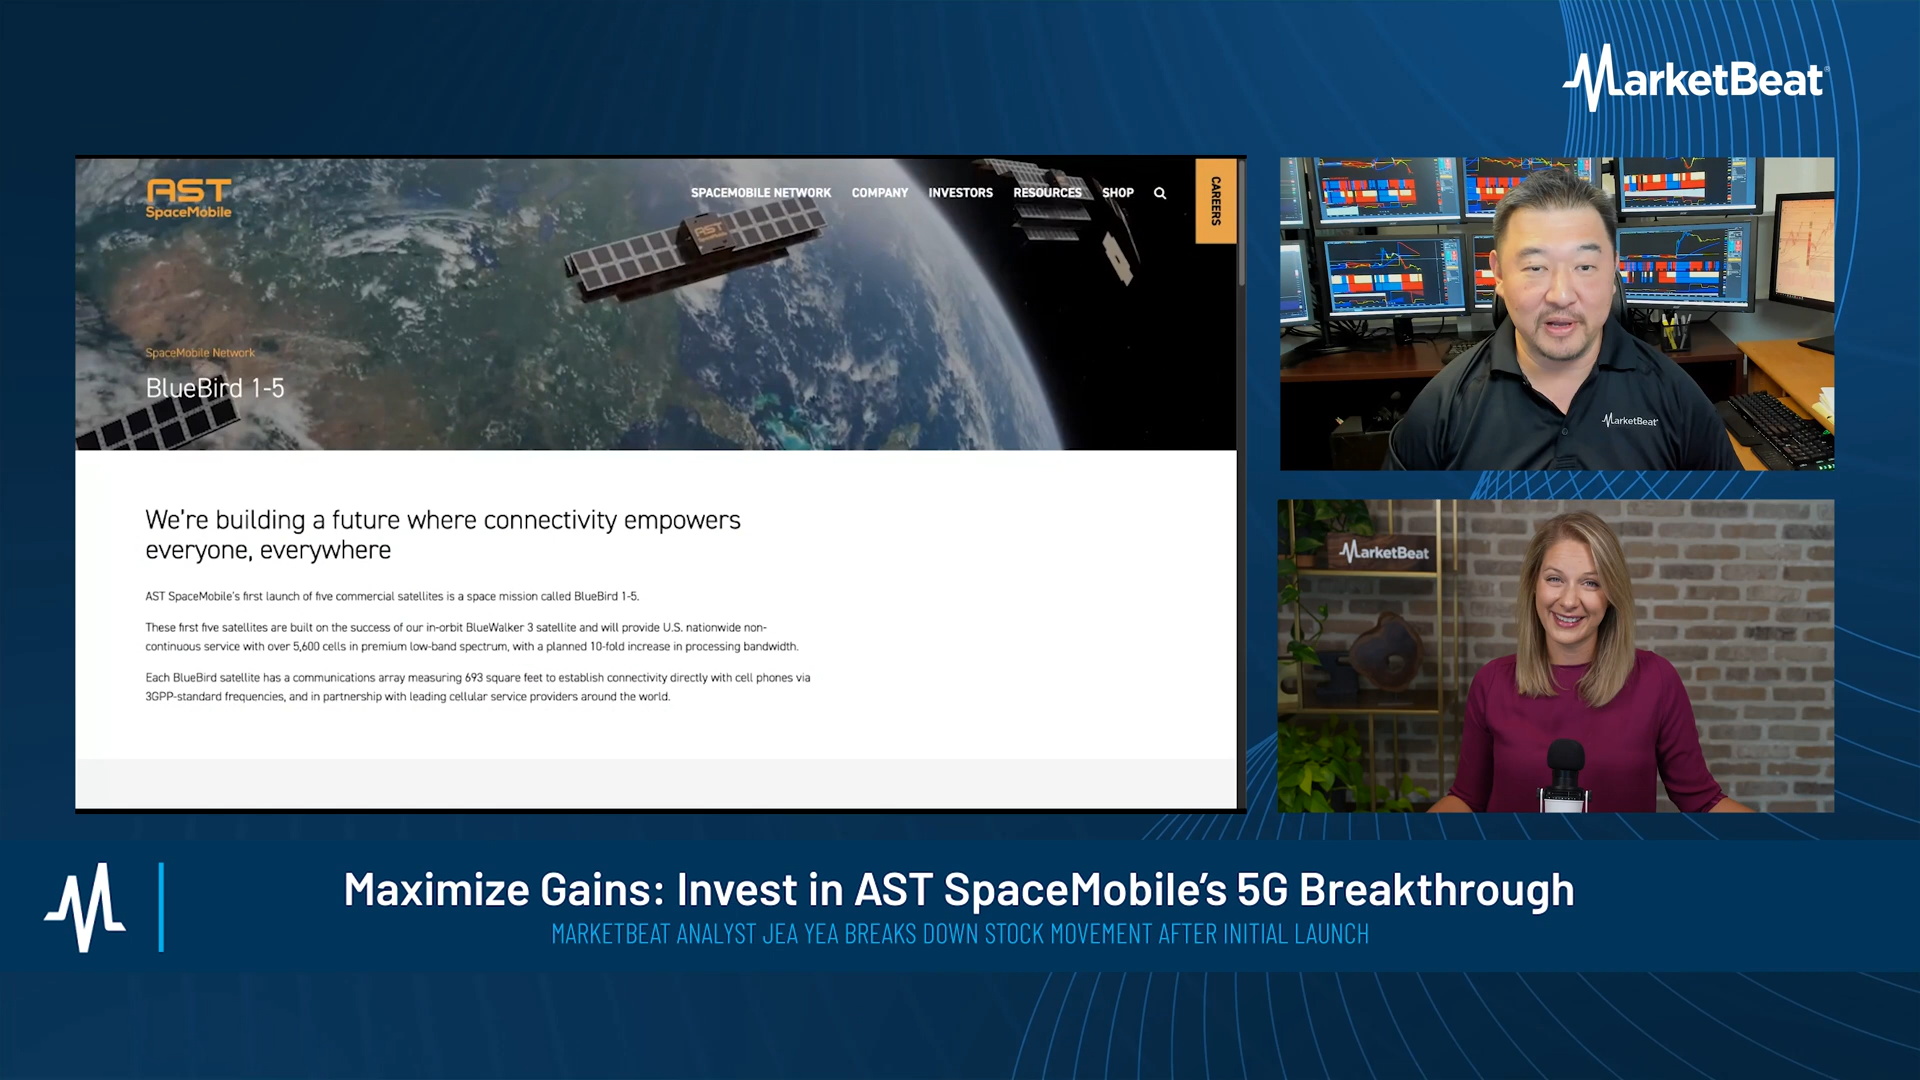 MarketBeat
AST
SpaceMobile
SPACEMOBILE NETWORK COMPANY INVESTORS RESOURCES SHOP
CAREERS
AST
SpaceMobile Network
BlueBird 1-5
We're building a future where connectivity empowers
everyone, everywhere
AST SpaceMobile's first launch of five commercial satellites is a space mission called BlueBird 1-5.
These first five satellites are built on the success of our in-orbit BlueWalker 3 satellite and will provide U.S. nationwide non-
continuous service with over 5,600 cells in premium low-band spectrum, with a planned 10-fold increase in processing bandwidth.
Each BlueBird satellite has a communications array measuring 693 square feet to establish connectivity directly with cell phones via
3GPP-standard frequencies, and in partnership with leading cellular service providers around the world.
MarketBeat
MarketBeat
Maximize Gains: Invest in AST SpaceMobile's 5G Breakthrough
MARKETBEAT ANALYST JEA YEA BREAKS DOWN STOCK MOVEMENT AFTER INITIAL LAUNCH